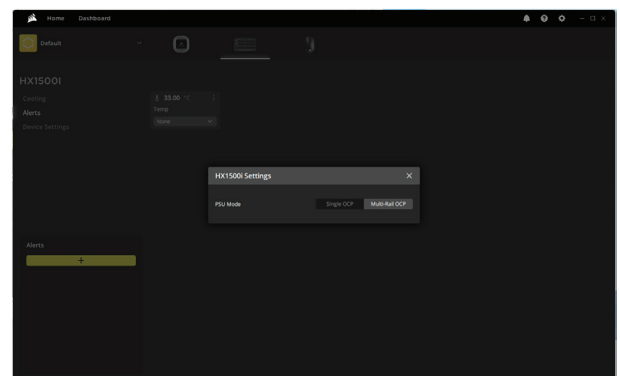 Home Dashboard
Default
HX1500I
Cooling
33.00 °C
Alerts
Temp
None
Device Settings
HX1500i Settings
PSU Mode
Single OCP Multi-Rail OCP
Alerts
+